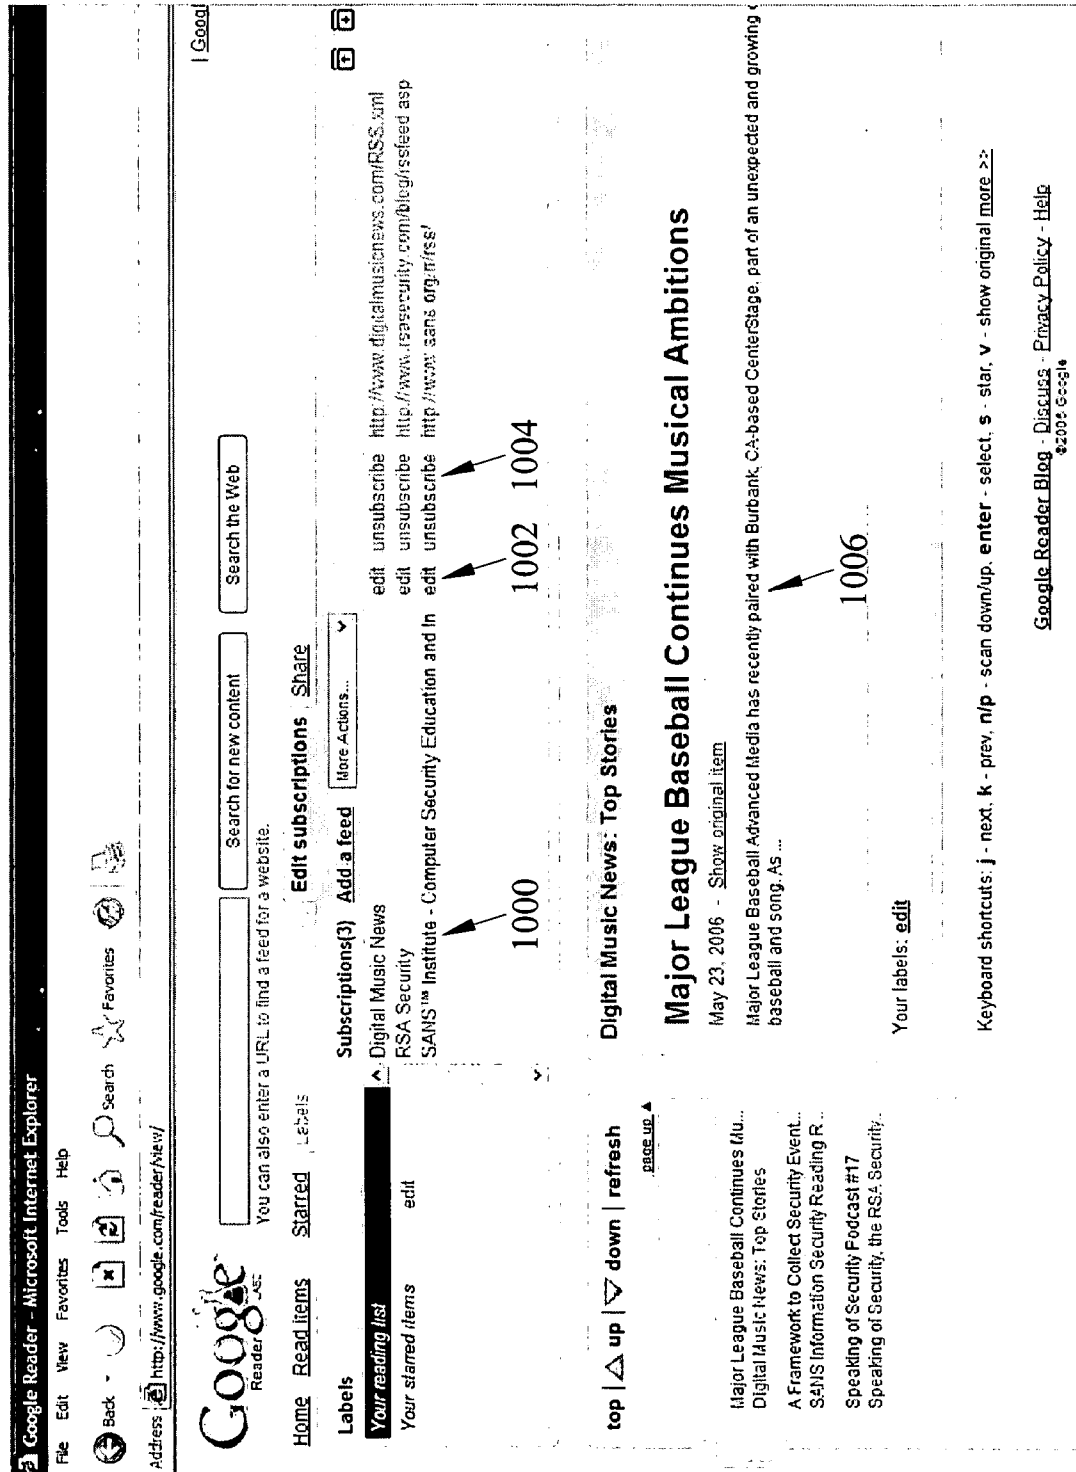 Google Reader - Microsoft Internet Explorer
File Edit View Favorites Tools Help
Back Search Favorites
Address http://www.google.com/reader/view/
| Googl
Google
Reader LABS
Search for new content Search the Web
You can also enter a URL to find a feed for a website.
Home Read items Starred Labels Edit subscriptions Share
Labels Subscriptions(3) Add a feed More Actions...
Your reading list
Your starred items edit
Digital Music News edit unsubscribe http://www.digitalmusicnews.com/RSS.xml
RSA Security edit unsubscribe http://www.rsasecurity.com/blog/rssfeed asp
SANS™ Institute - Computer Security Education and In edit unsubscribe http://www.sans.org/rr/rss/
1000 1002 1004
top | up | down | refresh
page up
Major League Baseball Continues Mu...
Digital Music News: Top Stories
A Framework to Collect Security Event...
SANS Information Security Reading R...
Speaking of Security Podcast #17
Speaking of Security, the RSA Security...
Digital Music News: Top Stories
Major League Baseball Continues Musical Ambitions
May 23, 2006 - Show original item
Major League Baseball Advanced Media has recently paired with Burbank, CA-based CenterStage, part of an unexpected and growing
baseball and song. As ...
1006
Your labels: edit
Keyboard shortcuts: j - next, k - prev, n/p - scan down/up, enter - select, s - star, v - show original more >>
Google Reader Blog - Discuss - Privacy Policy - Help
©2006 Google